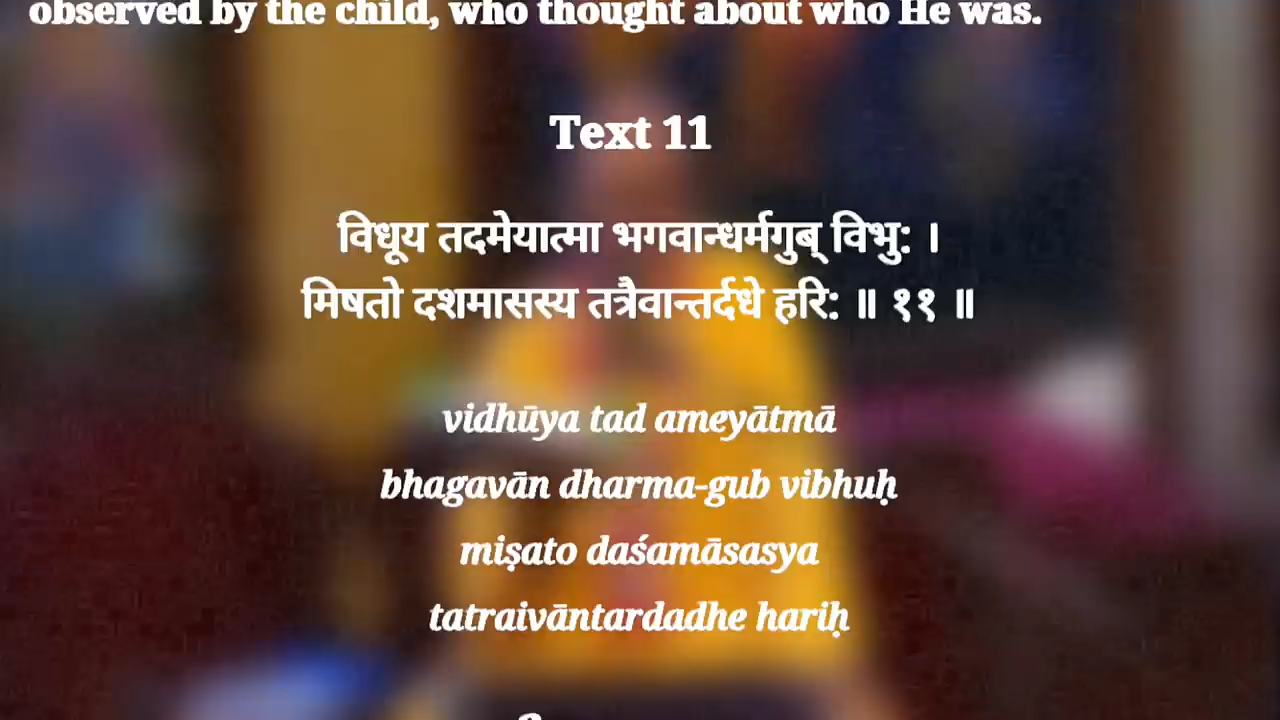 observed by the child, who thought about who He was.
Text 11
विधूय तदमेयात्मा भगवान्धर्मगुब् विभु: ।
मिषतो दशमासस्य तत्रैवान्तर्दधे हरि: ॥ ११ ॥
vidhūya tad ameyātmā
bhagavān dharma-gub vibhuḥ
miṣato daśamāsasya
tatraivāntardadhe hariḥ